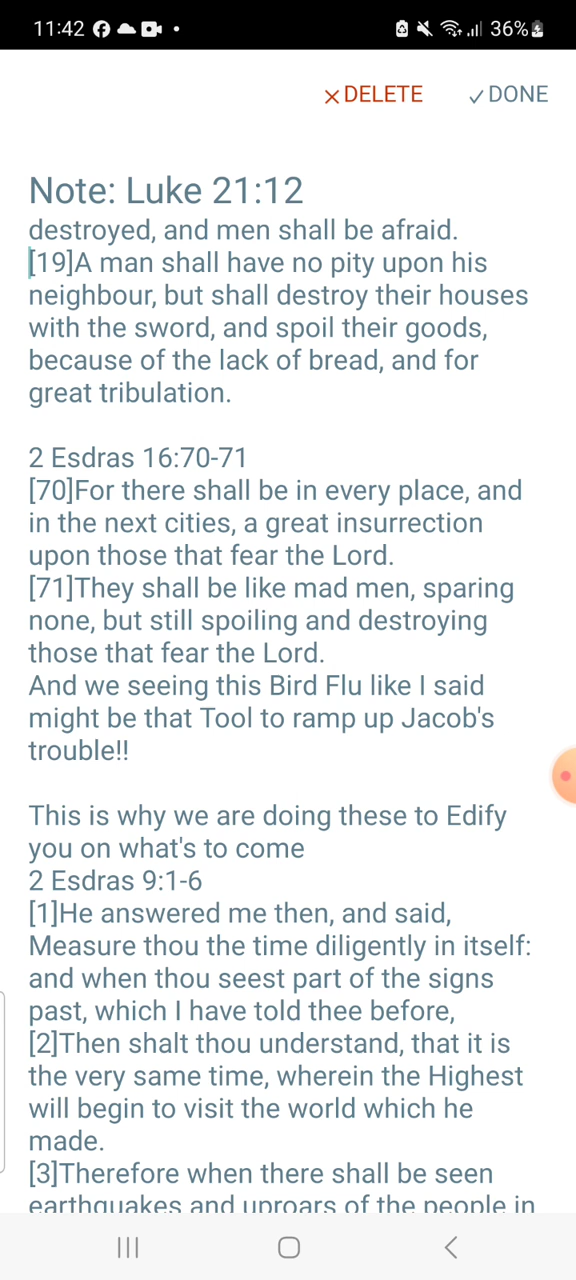 11:42
36%
DELETE
DONE
Note: Luke 21:12
destroyed, and men shall be afraid.
[19]A man shall have no pity upon his
neighbour, but shall destroy their houses
with the sword, and spoil their goods,
because of the lack of bread, and for
great tribulation.
2 Esdras 16:70-71
[70]For there shall be in every place, and
in the next cities, a great insurrection
upon those that fear the Lord.
[71]They shall be like mad men, sparing
none, but still spoiling and destroying
those that fear the Lord.
And we seeing this Bird Flu like I said
might be that Tool to ramp up Jacob's
trouble!!
This is why we are doing these to Edify
you on what's to come
2 Esdras 9:1-6
[1]He answered me then, and said,
Measure thou the time diligently in itself:
and when thou seest part of the signs
past, which I have told thee before,
[2]Then shalt thou understand, that it is
the very same time, wherein the Highest
will begin to visit the world which he
made.
[3]Therefore when there shall be seen
earthquakes and uproars of the people in